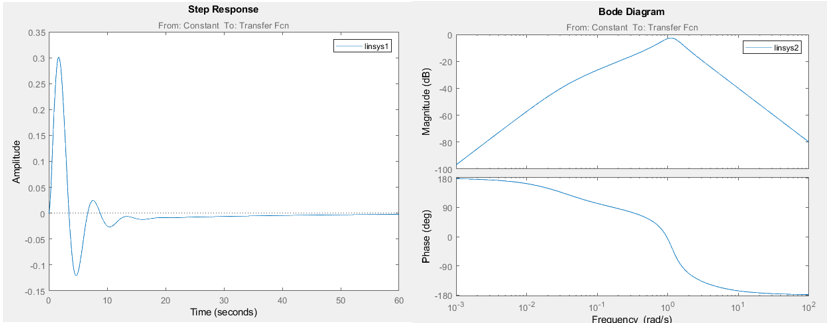 Step Response
From: Constant To: Transfer Fcn
linsys1
0.35
0.3
0.25
0.2
0.15
0.1
0.05
0
-0.05
-0.1
-0.15
Amplitude
0 10 20 30 40 50 60
Time (seconds)
Bode Diagram
From: Constant To: Transfer Fcn
linsys2
0
-20
-40
-60
-80
-100
Magnitude (dB)
180
90
0
-90
-180
Phase (deg)
10-3 10-2 10-1 100 101 102
Frequency (rad/s)